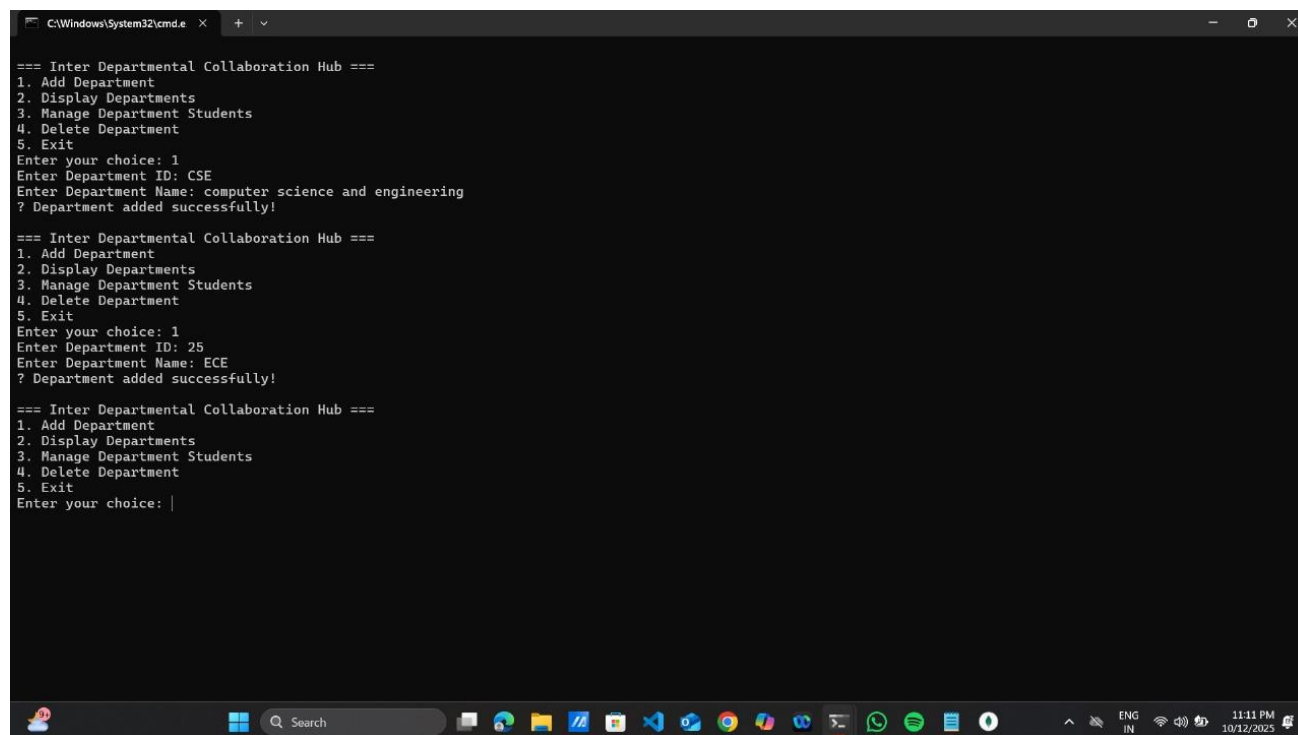 C:\Windows\System32\cmd.e
=== Inter Departmental Collaboration Hub ===
1. Add Department
2. Display Departments
3. Manage Department Students
4. Delete Department
5. Exit
Enter your choice: 1
Enter Department ID: CSE
Enter Department Name: computer science and engineering
? Department added successfully!
=== Inter Departmental Collaboration Hub ===
1. Add Department
2. Display Departments
3. Manage Department Students
4. Delete Department
5. Exit
Enter your choice: 1
Enter Department ID: 25
Enter Department Name: ECE
? Department added successfully!
=== Inter Departmental Collaboration Hub ===
1. Add Department
2. Display Departments
3. Manage Department Students
4. Delete Department
5. Exit
Enter your choice:
9+
Search
ENG
IN
11:11 PM
10/12/2025